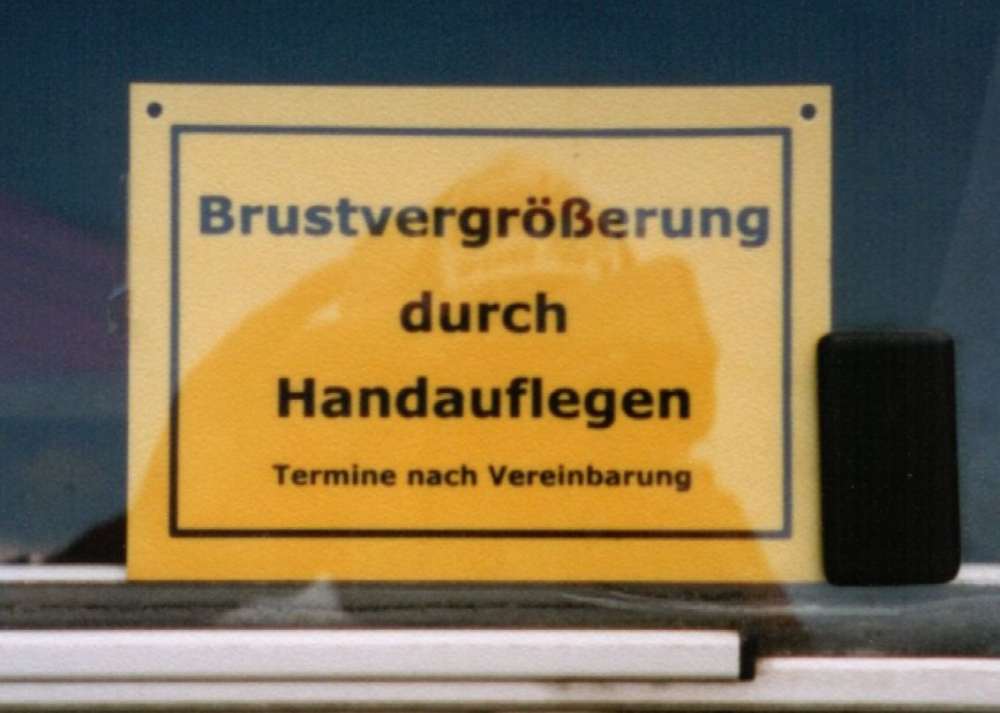 Brustvergrößerung
durch
Handauflegen
Termine nach Vereinbarung